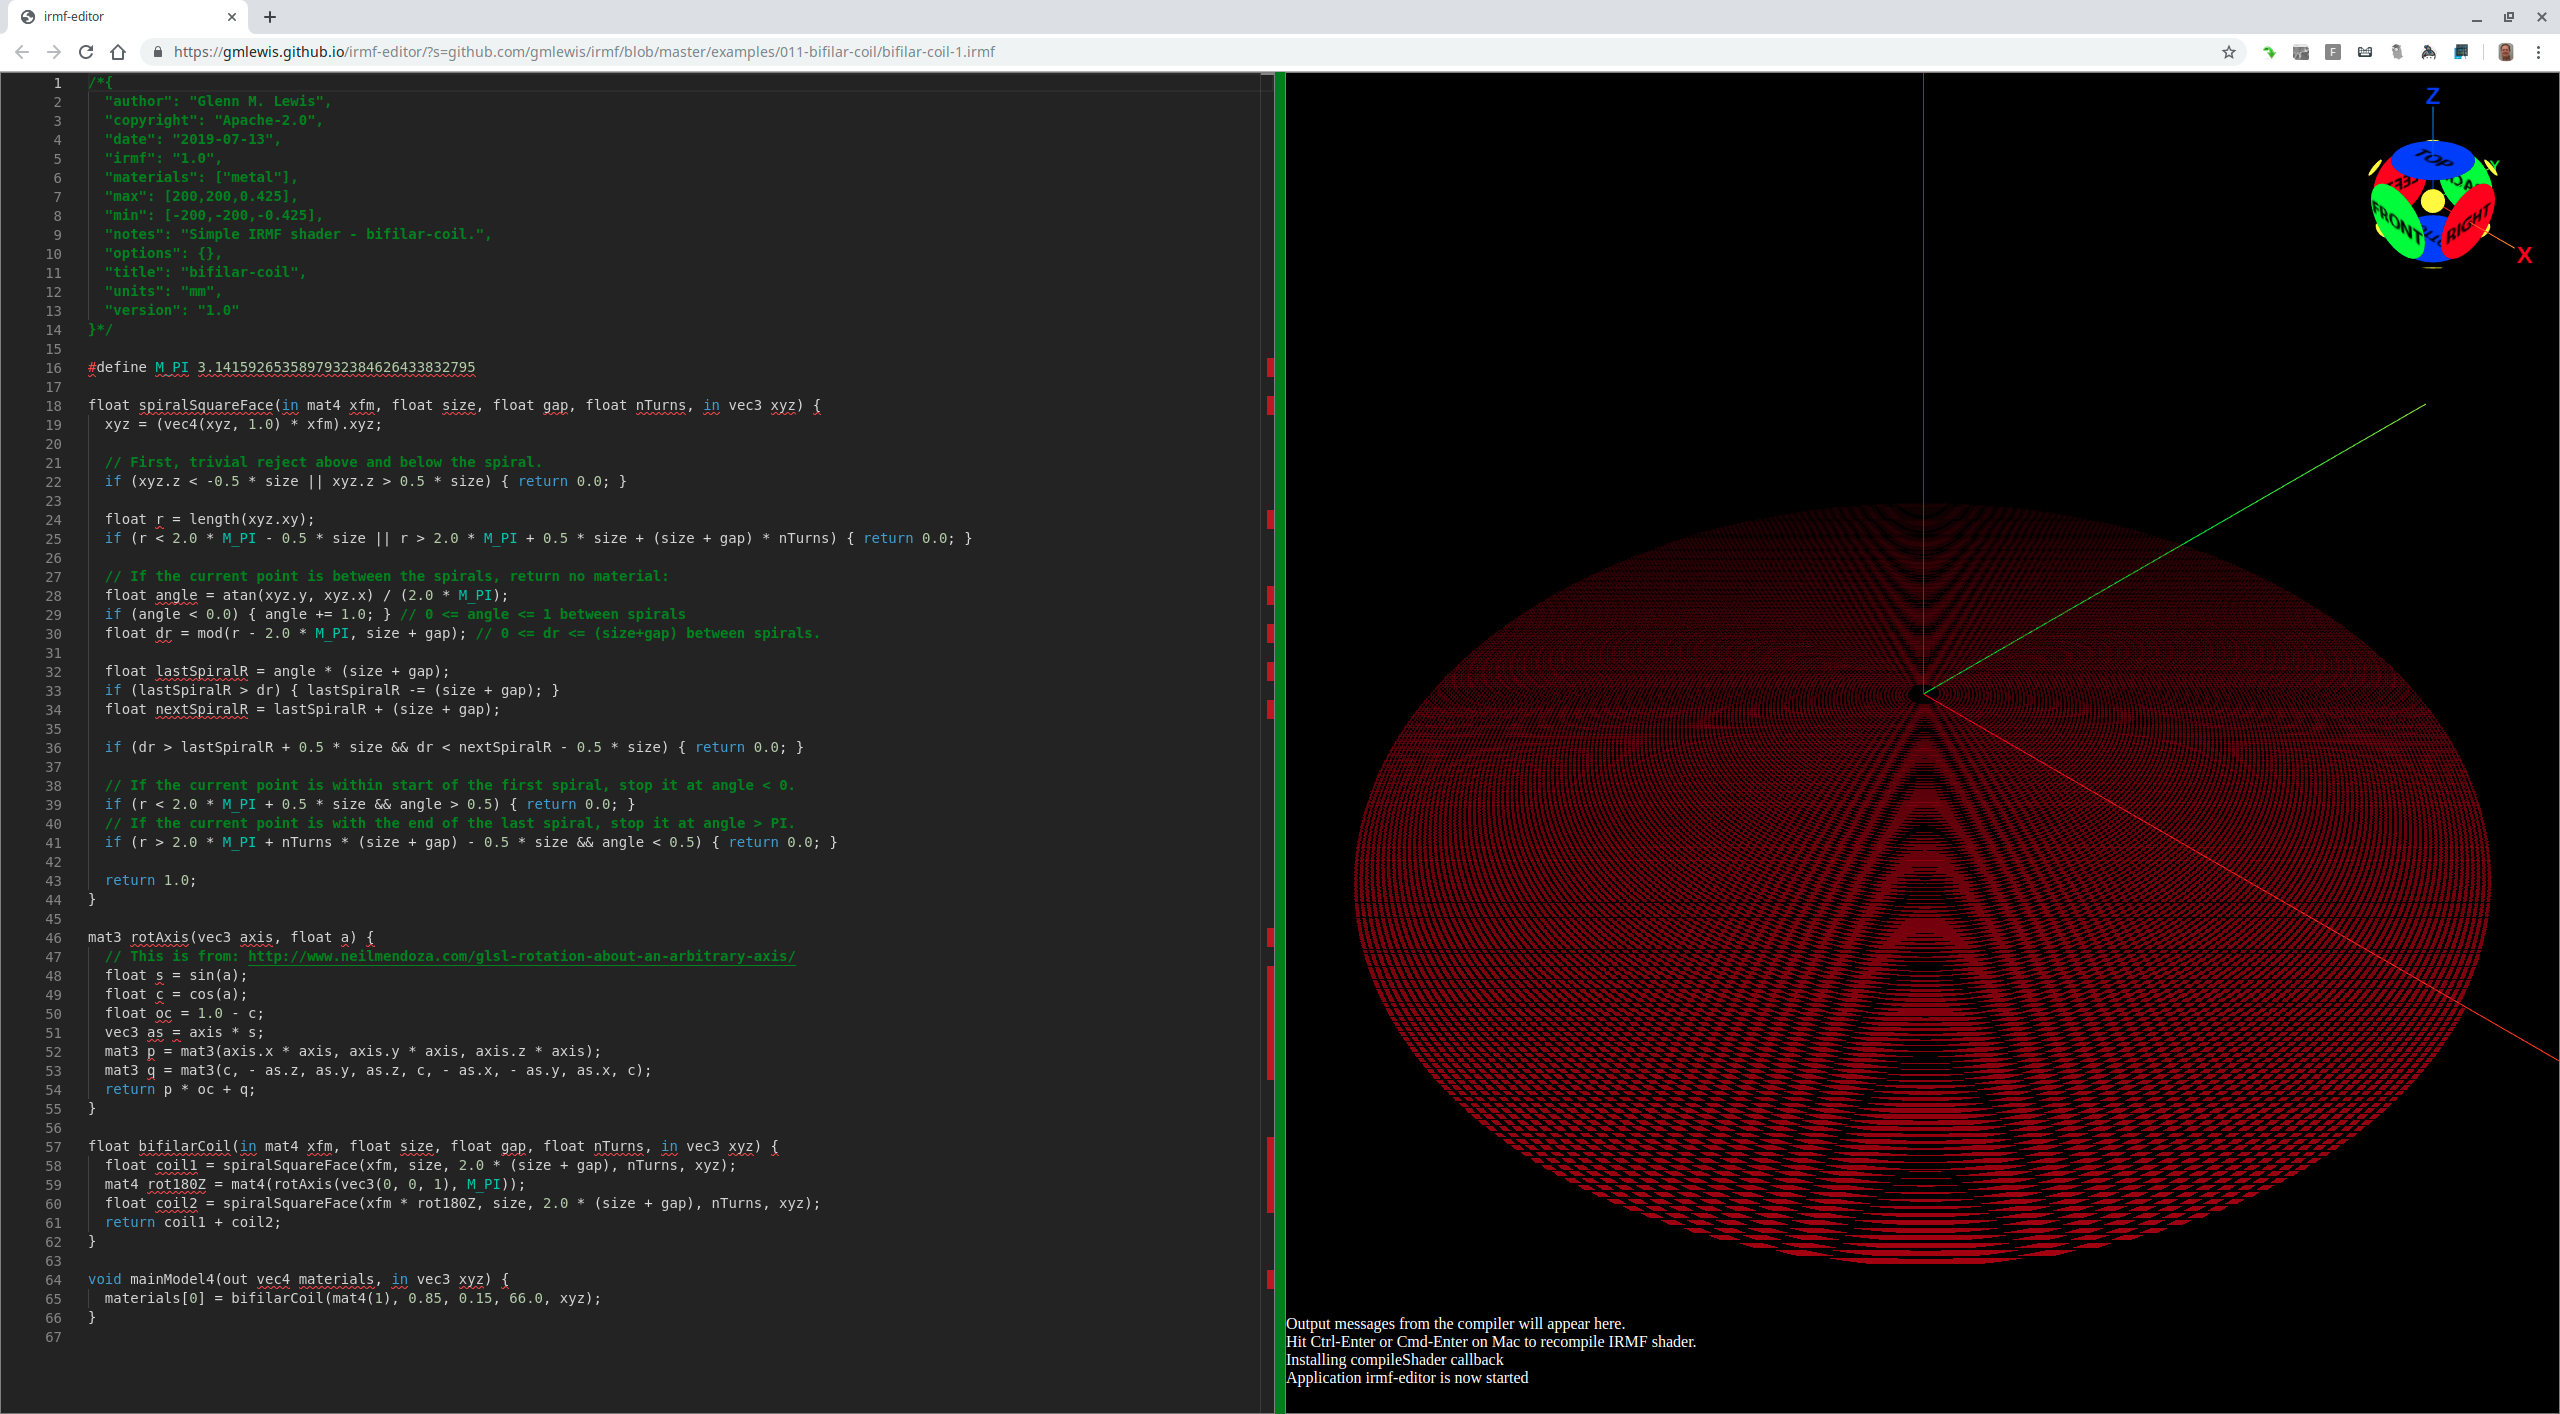 irmf-editor
https://gmlewis.github.io/irmf-editor/?s=github.com/gmlewis/irmf/blob/master/examples/011-bifilar-coil/bifilar-coil-1.irmf
F
1 /*{
2   "author": "Glenn M. Lewis",
3   "copyright": "Apache-2.0",
4   "date": "2019-07-13",
5   "irmf": "1.0",
6   "materials": ["metal"],
7   "max": [200,200,0.425],
8   "min": [-200,-200,-0.425],
9   "notes": "Simple IRMF shader - bifilar-coil.",
10   "options": {},
11   "title": "bifilar-coil",
12   "units": "mm",
13   "version": "1.0"
14 }*/
15
16 #define M_PI 3.1415926535897932384626433832795
17
18 float spiralSquareFace(in mat4 xfm, float size, float gap, float nTurns, in vec3 xyz) {
19   xyz = (vec4(xyz, 1.0) * xfm).xyz;
20
21   // First, trivial reject above and below the spiral.
22   if (xyz.z < -0.5 * size || xyz.z > 0.5 * size) { return 0.0; }
23
24   float r = length(xyz.xy);
25   if (r < 2.0 * M_PI - 0.5 * size || r > 2.0 * M_PI + 0.5 * size + (size + gap) * nTurns) { return 0.0; }
26
27   // If the current point is between the spirals, return no material:
28   float angle = atan(xyz.y, xyz.x) / (2.0 * M_PI);
29   if (angle < 0.0) { angle += 1.0; } // 0 <= angle <= 1 between spirals
30   float dr = mod(r - 2.0 * M_PI, size + gap); // 0 <= dr <= (size+gap) between spirals.
31
32   float lastSpiralR = angle * (size + gap);
33   if (lastSpiralR > dr) { lastSpiralR -= (size + gap); }
34   float nextSpiralR = lastSpiralR + (size + gap);
35
36   if (dr > lastSpiralR + 0.5 * size && dr < nextSpiralR - 0.5 * size) { return 0.0; }
37
38   // If the current point is within start of the first spiral, stop it at angle < 0.
39   if (r < 2.0 * M_PI + 0.5 * size && angle > 0.5) { return 0.0; }
40   // If the current point is with the end of the last spiral, stop it at angle > PI.
41   if (r > 2.0 * M_PI + nTurns * (size + gap) - 0.5 * size && angle < 0.5) { return 0.0; }
42
43   return 1.0;
44 }
45
46 mat3 rotAxis(vec3 axis, float a) {
47   // This is from: http://www.neilmendoza.com/glsl-rotation-about-an-arbitrary-axis/
48   float s = sin(a);
49   float c = cos(a);
50   float oc = 1.0 - c;
51   vec3 as = axis * s;
52   mat3 p = mat3(axis.x * axis, axis.y * axis, axis.z * axis);
53   mat3 q = mat3(c, - as.z, as.y, as.z, c, - as.x, - as.y, as.x, c);
54   return p * oc + q;
55 }
56
57 float bifilarCoil(in mat4 xfm, float size, float gap, float nTurns, in vec3 xyz) {
58   float coil1 = spiralSquareFace(xfm, size, 2.0 * (size + gap), nTurns, xyz);
59   mat4 rot180Z = mat4(rotAxis(vec3(0, 0, 1), M_PI));
60   float coil2 = spiralSquareFace(xfm * rot180Z, size, 2.0 * (size + gap), nTurns, xyz);
61   return coil1 + coil2;
62 }
63
64 void mainModel4(out vec4 materials, in vec3 xyz) {
65   materials[0] = bifilarCoil(mat4(1), 0.85, 0.15, 66.0, xyz);
66 }
67
Z
TOP
Y
FRONT
RIGHT
X
Output messages from the compiler will appear here.
Hit Ctrl-Enter or Cmd-Enter on Mac to recompile IRMF shader.
Installing compileShader callback
Application irmf-editor is now started